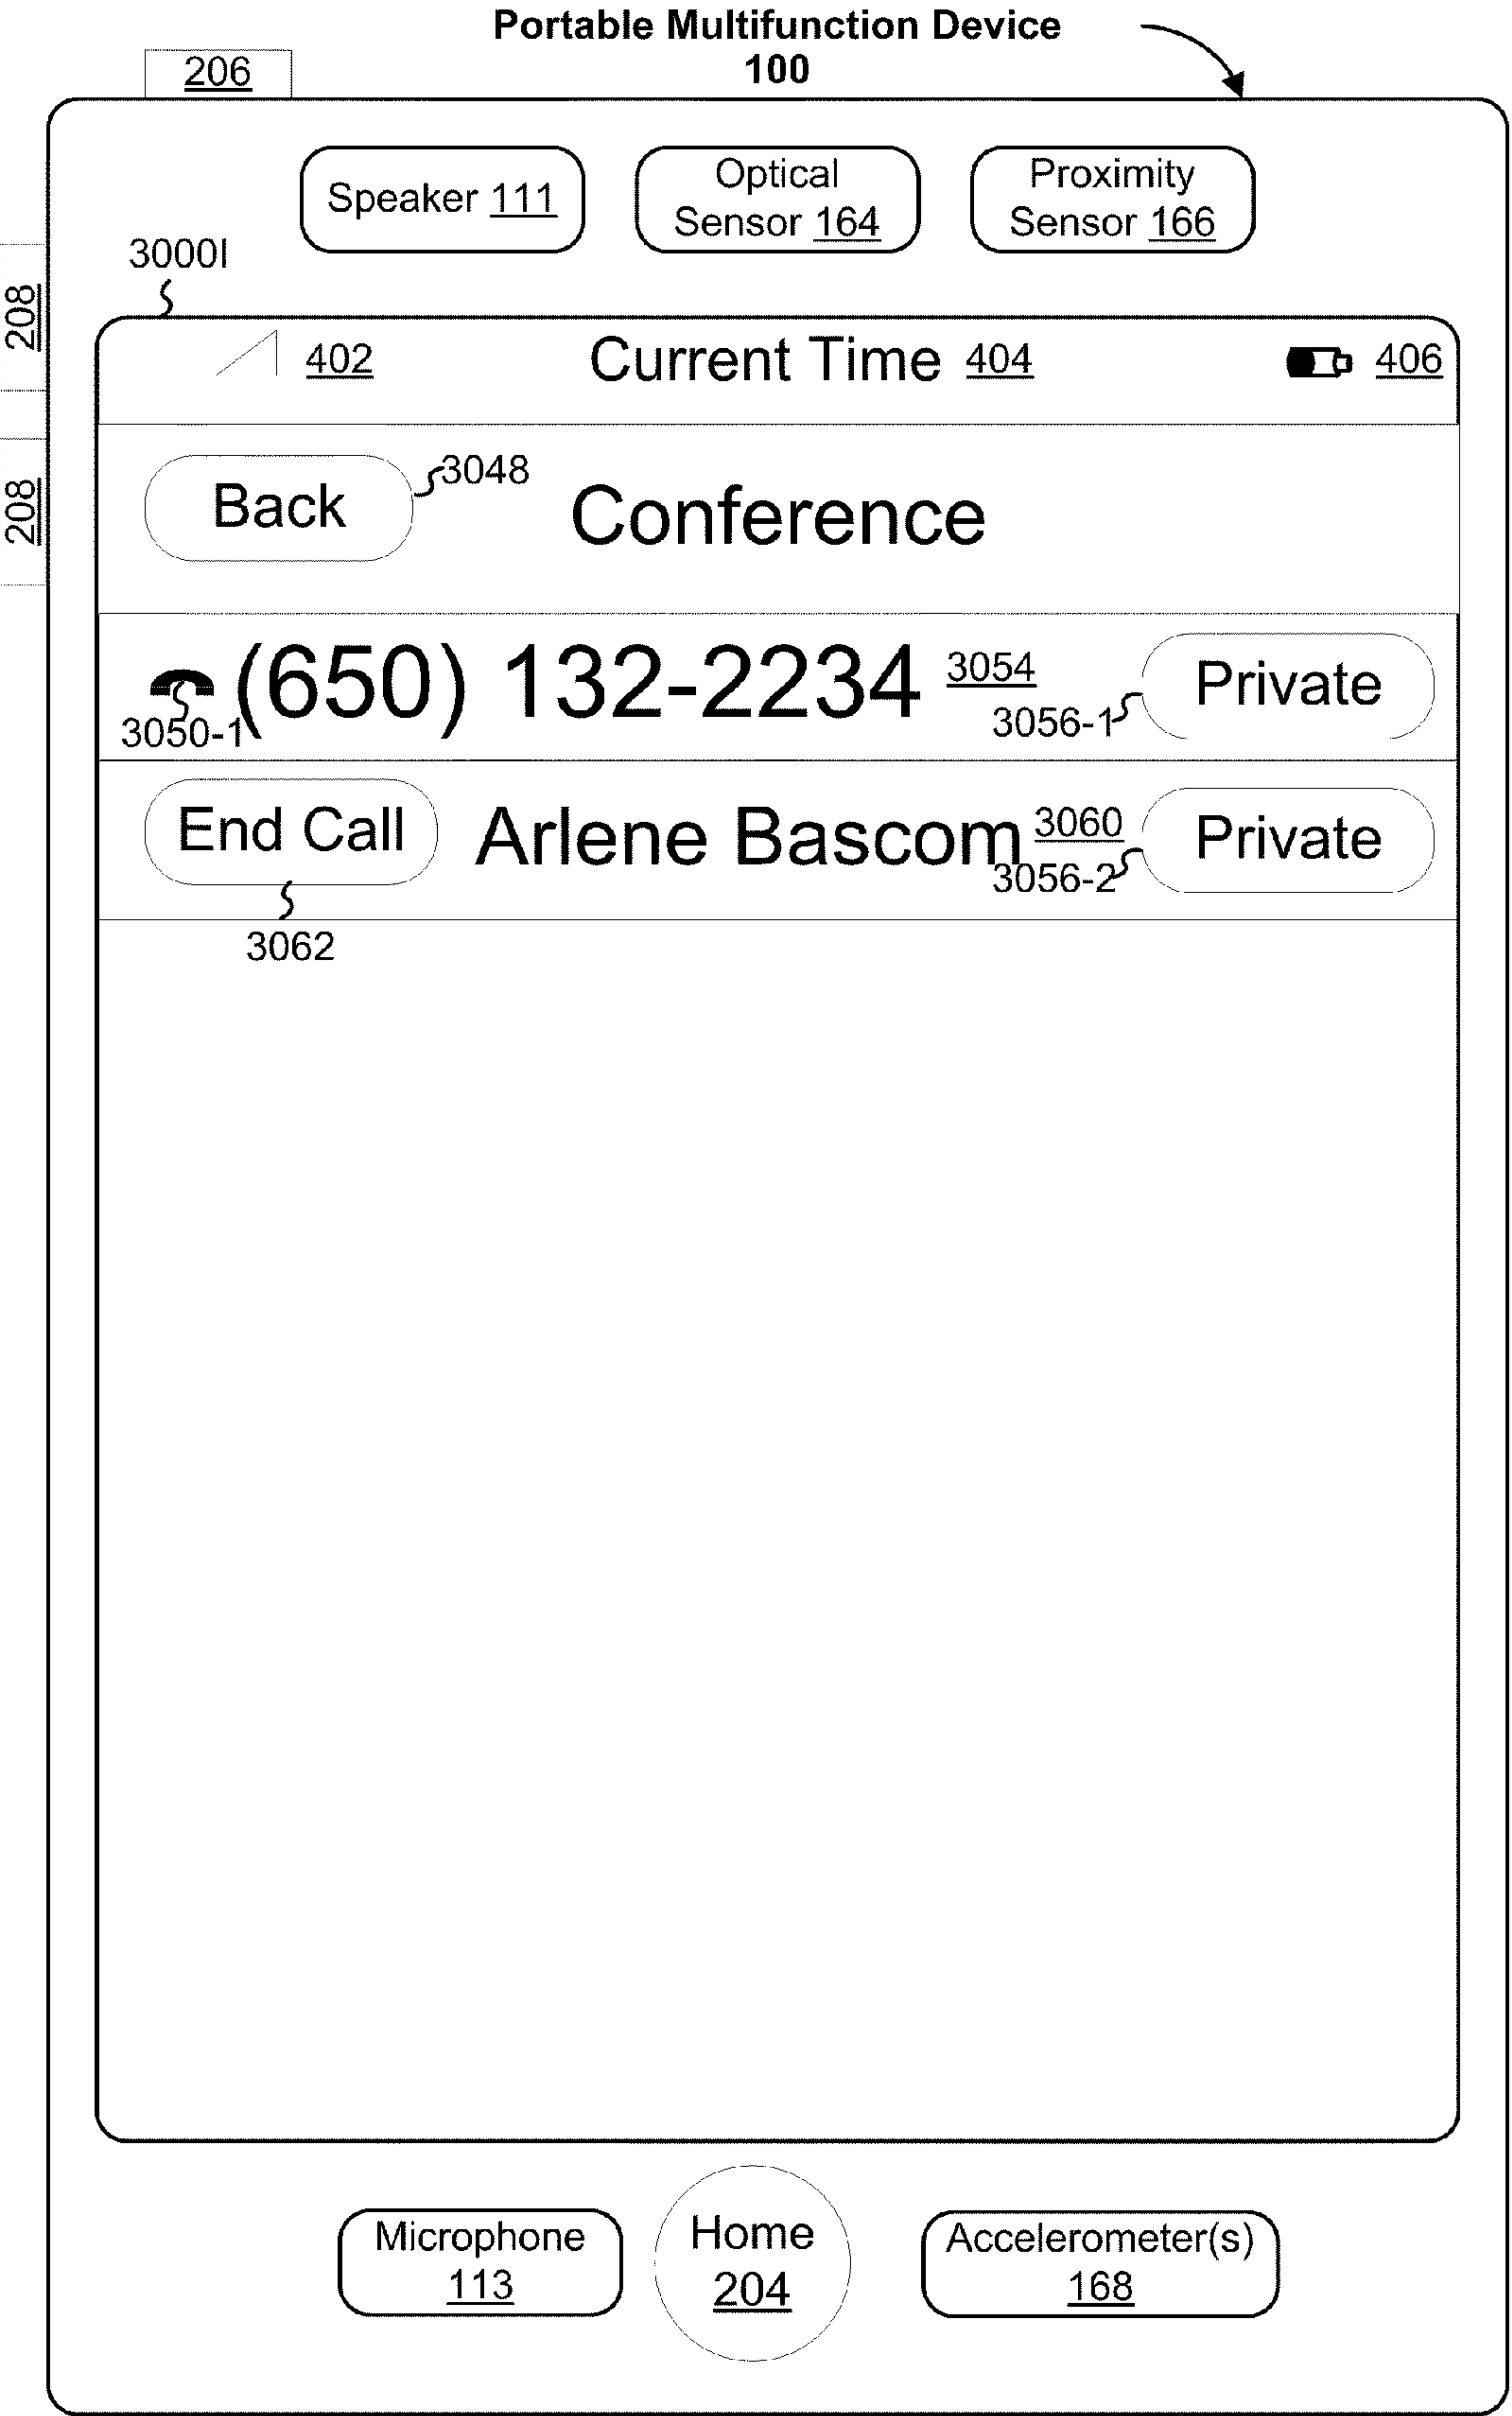 Portable Multifunction Device
100
206
Speaker 111
Optical
Sensor 164
Proximity
Sensor 166
3000I
208
208
402
Current Time 404
406
Back
3048
Conference
(650) 132-2234
3054
Private
3050-1
3056-1
End Call
Arlene Bascom
3060
Private
3056-2
3062
Microphone
113
Home
204
Accelerometer(s)
168